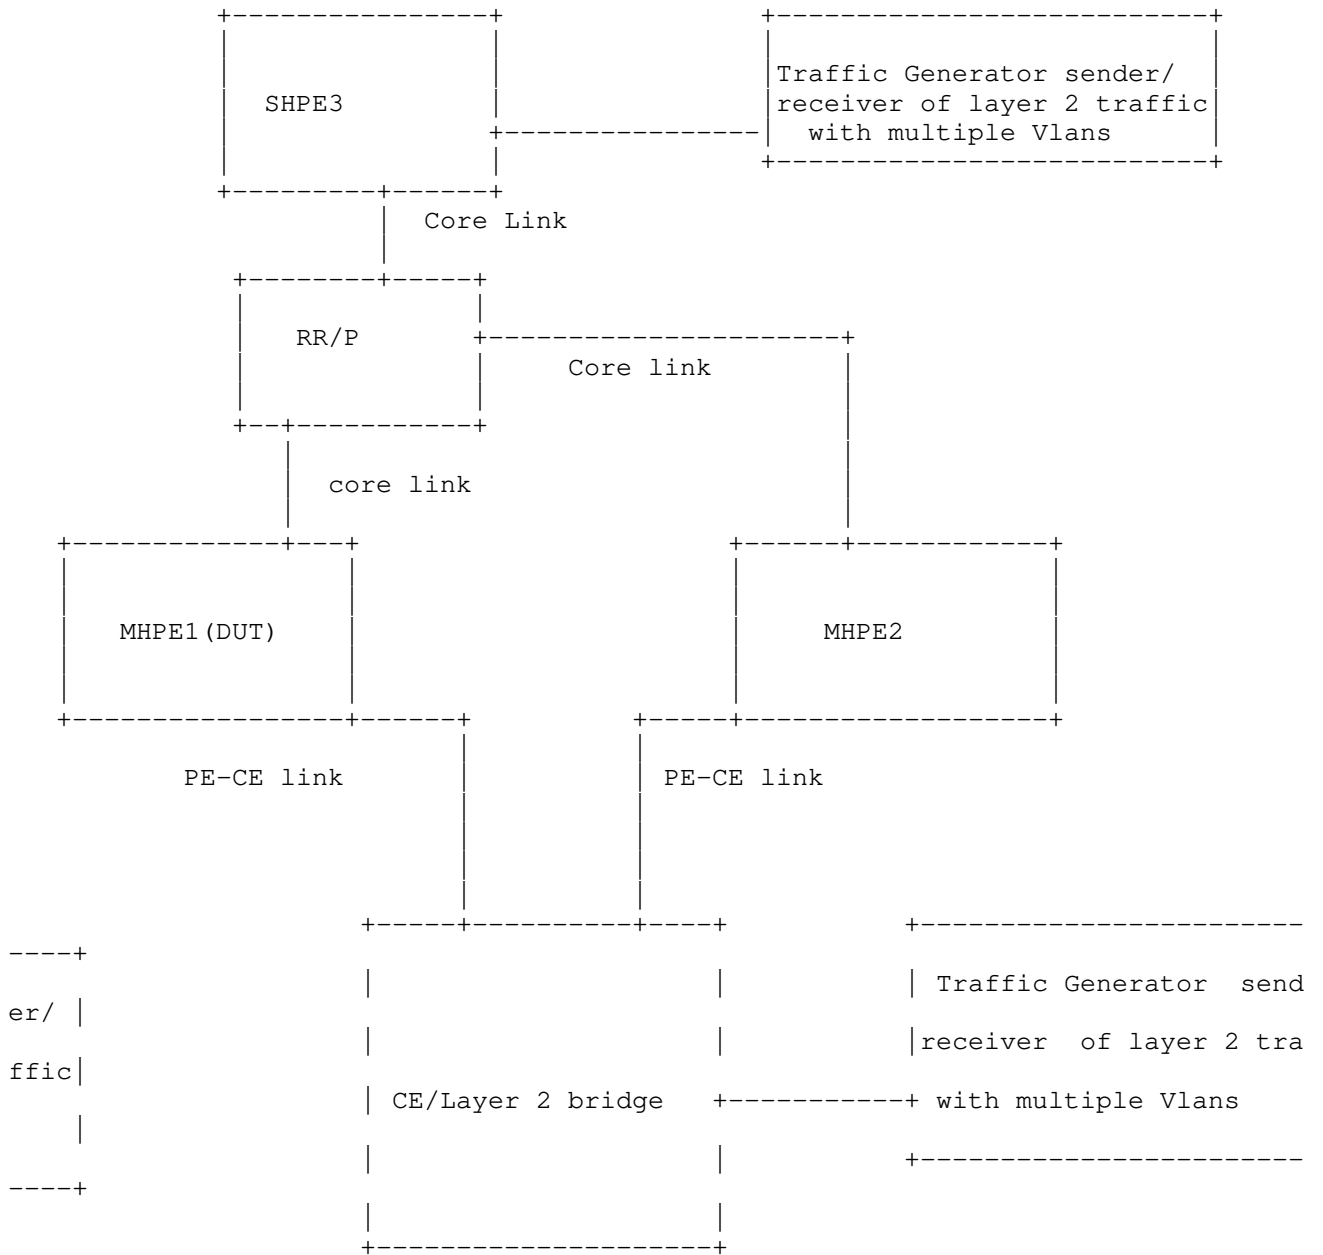 Traffic Generator sender/
SHPE3 receiver of layer 2 traffic
with multiple Vlans
Core Link
RR/P
Core link
core link
MHPE1(DUT) MHPE2
PE-CE link PE-CE link
Traffic Generator send
er/
receiver of layer 2 tra
ffic
CE/Layer 2 bridge with multiple Vlans